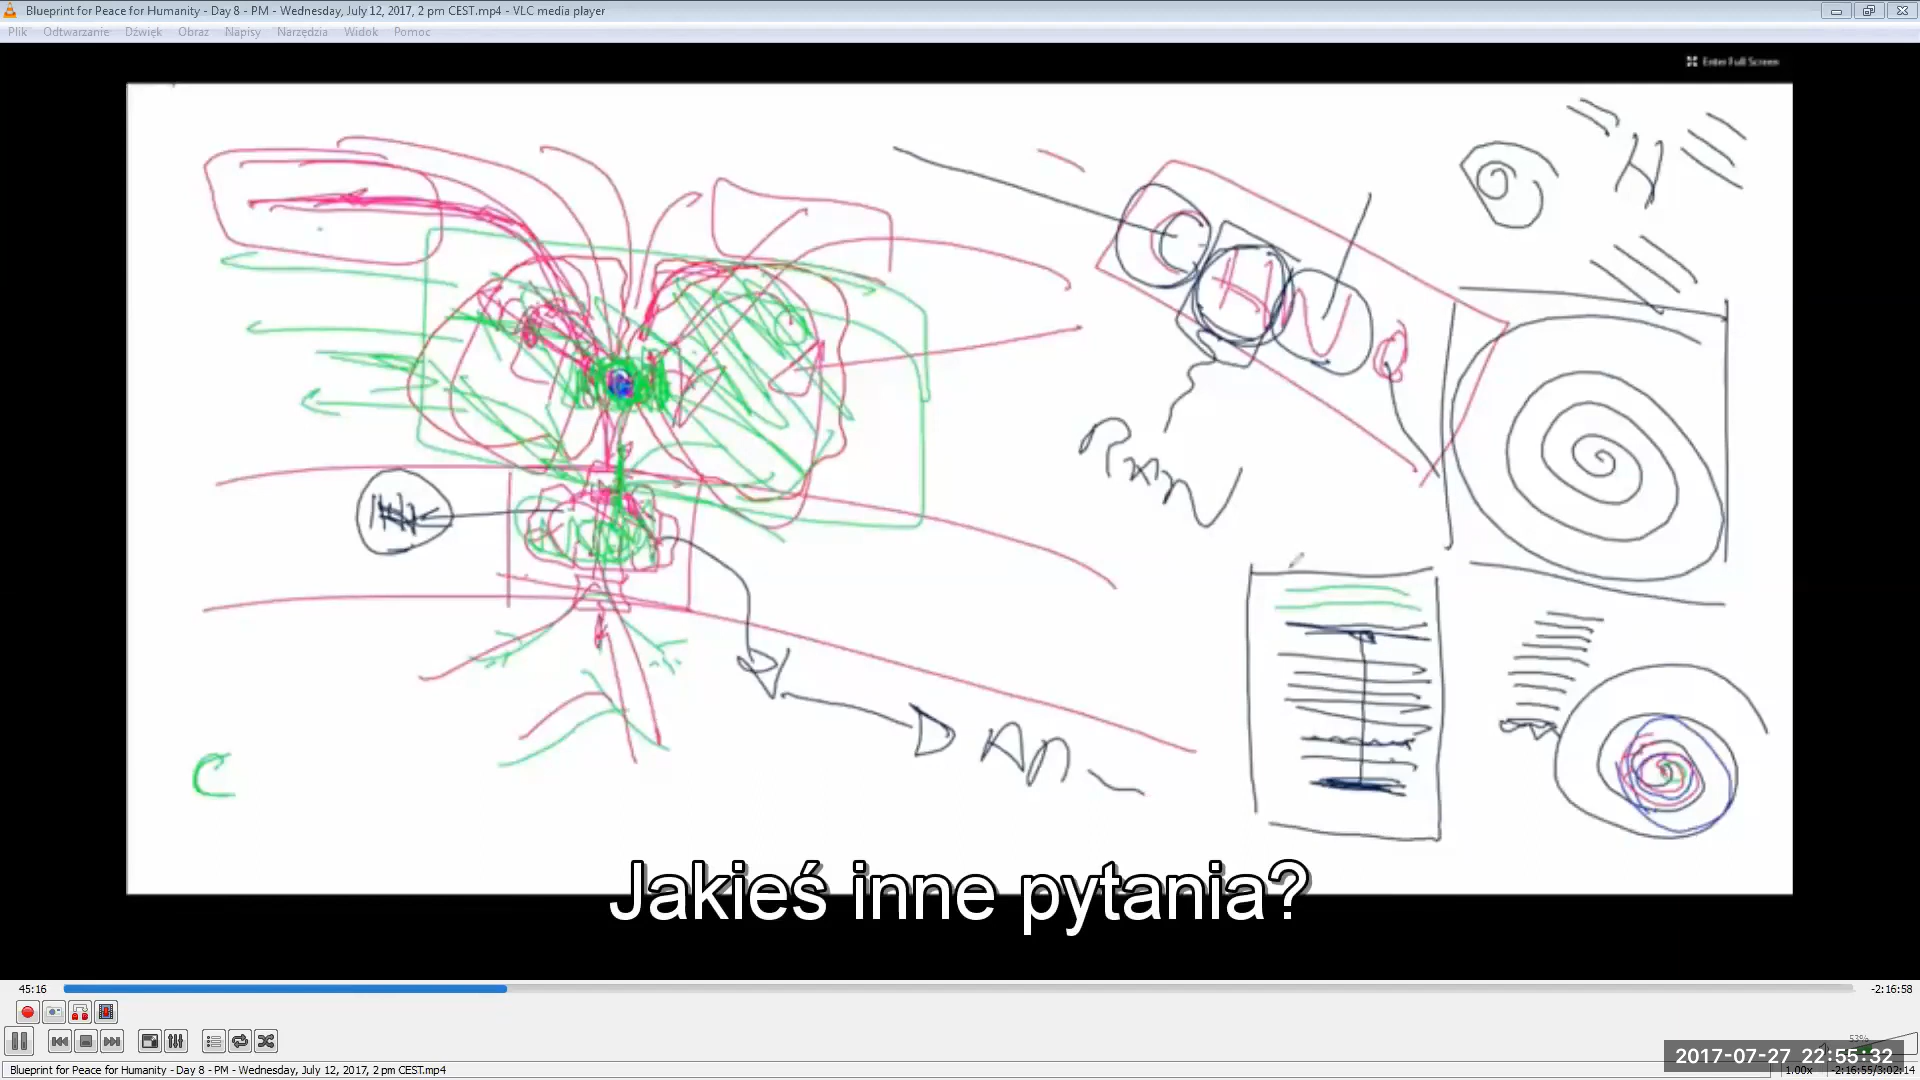 Blueprint for Peace for Humanity - Day 8 - PM - Wednesday, July 12, 2017, 2 pm CEST.mp4 - VLC media player
Plik Odtwarzanie Dźwięk Obraz Napisy Narzędzia Widok Pomoc
Enter Full Screen
H
C H N O
C
Jakieś inne pytania?
45:16
-2:16:58
53%
2017-07-27 22:55:32
Blueprint for Peace for Humanity - Day 8 - PM - Wednesday, July 12, 2017, 2 pm CEST.mp4
1.00x
-2:16:55/3:02:14